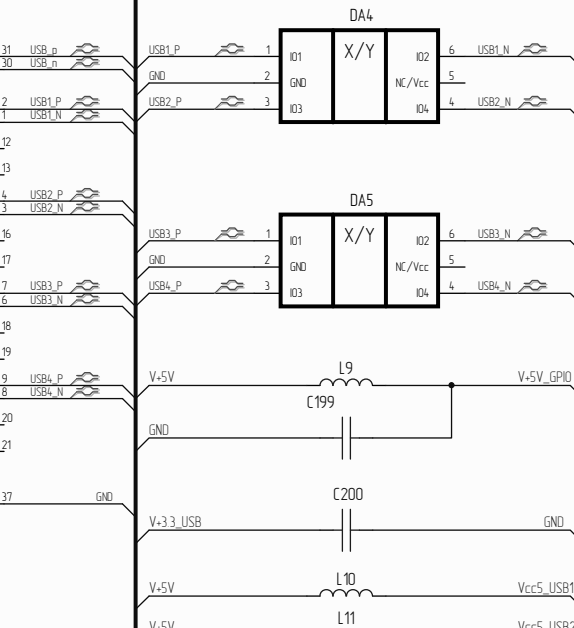 DA4
31 USB_p
30 USB_n
USB1_P 1 IO1 X/Y IO2 6 USB1_N
GND 2 GND NC/Vcc 5
2 USB1_P
USB2_P 3 IO3 IO4 4 USB2_N
1 USB1_N
12
13
4 USB2_P
3 USB2_N
DA5
16
USB3_P 1 IO1 X/Y IO2 6 USB3_N
17
GND 2 GND NC/Vcc 5
7 USB3_P
USB4_P 3 IO3 IO4 4 USB4_N
6 USB3_N
18
19
L9
9 USB4_P
V+5V V+5V_GPIO
8 USB4_N
C199
20
GND
21
37 GND
C200
V+3.3_USB GND
L10
V+5V Vcc5_USB1
L11
V+5V Vcc5_USB2